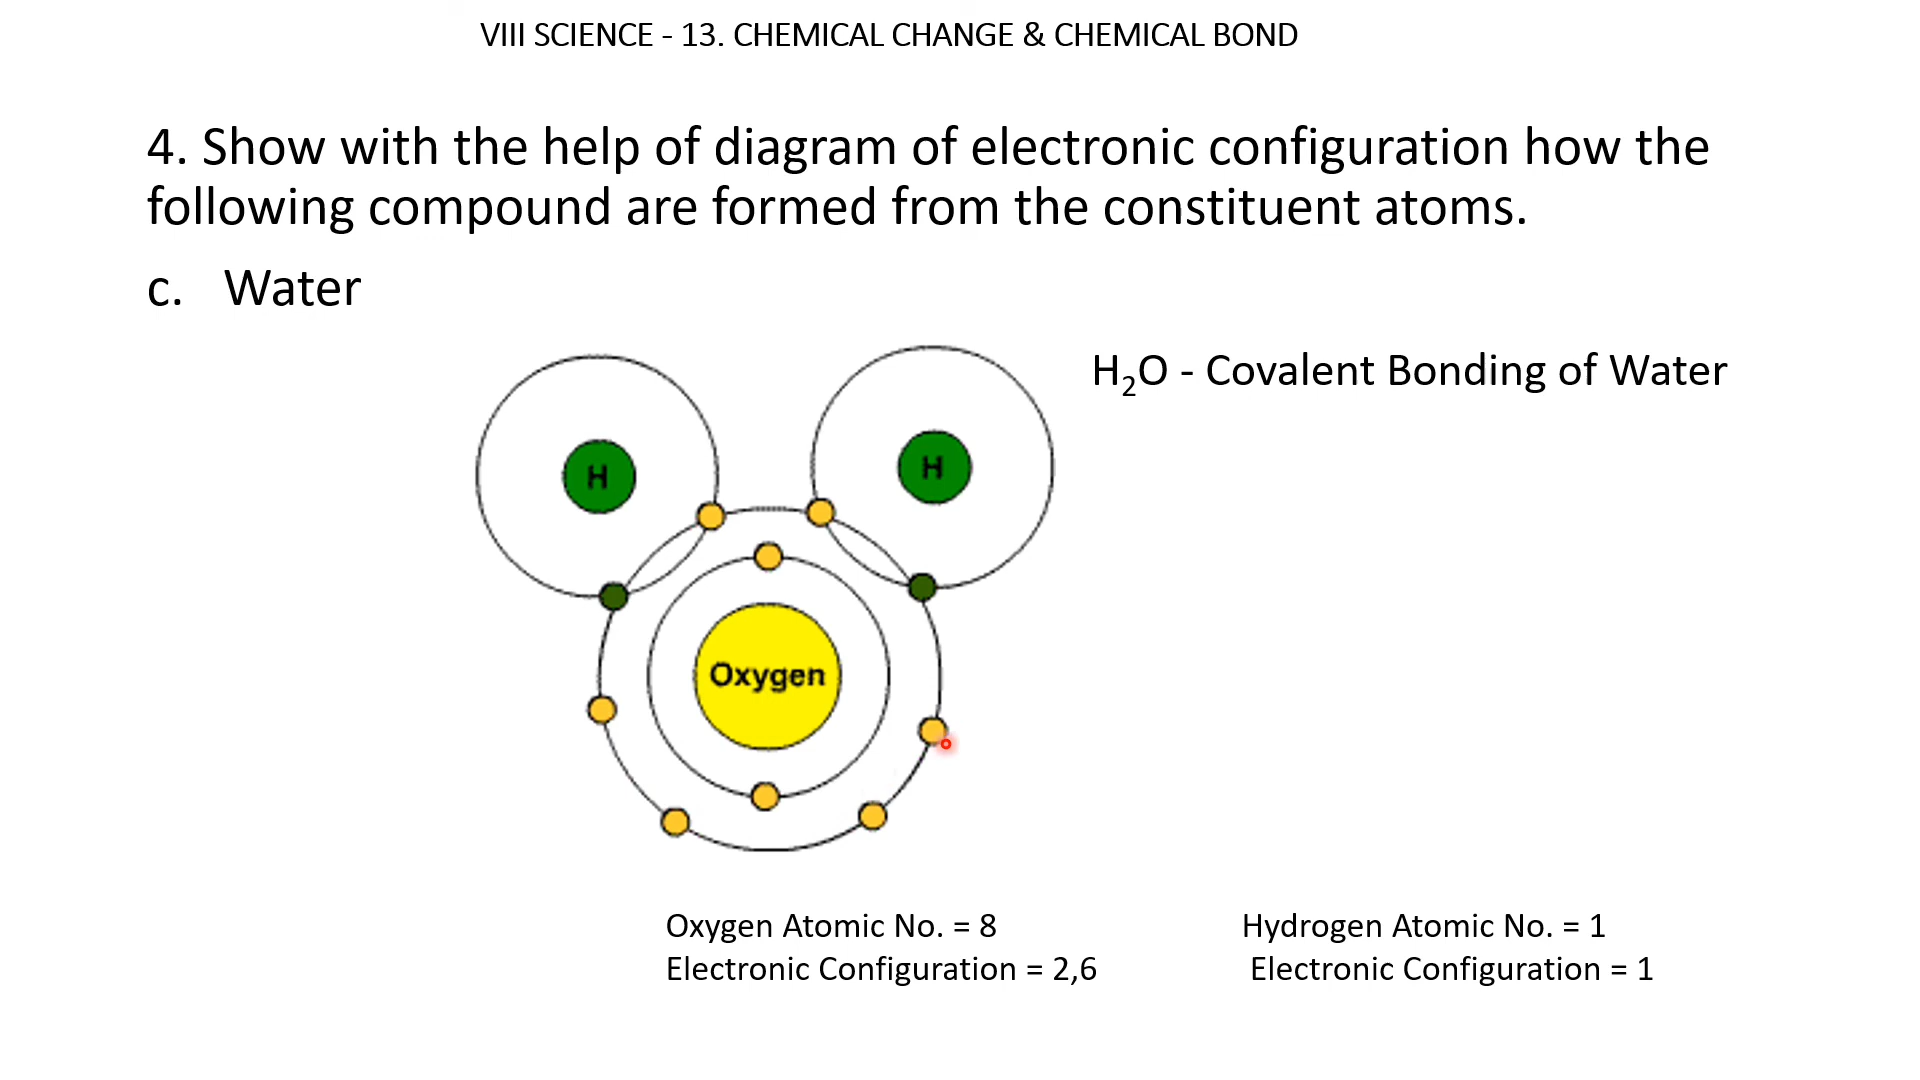 VIII SCIENCE - 13. CHEMICAL CHANGE & CHEMICAL BOND
4. Show with the help of diagram of electronic configuration how the
following compound are formed from the constituent atoms.
c. Water
H₂O - Covalent Bonding of Water
H
H
Oxygen
Oxygen Atomic No. = 8
Electronic Configuration = 2,6
Hydrogen Atomic No. = 1
Electronic Configuration = 1